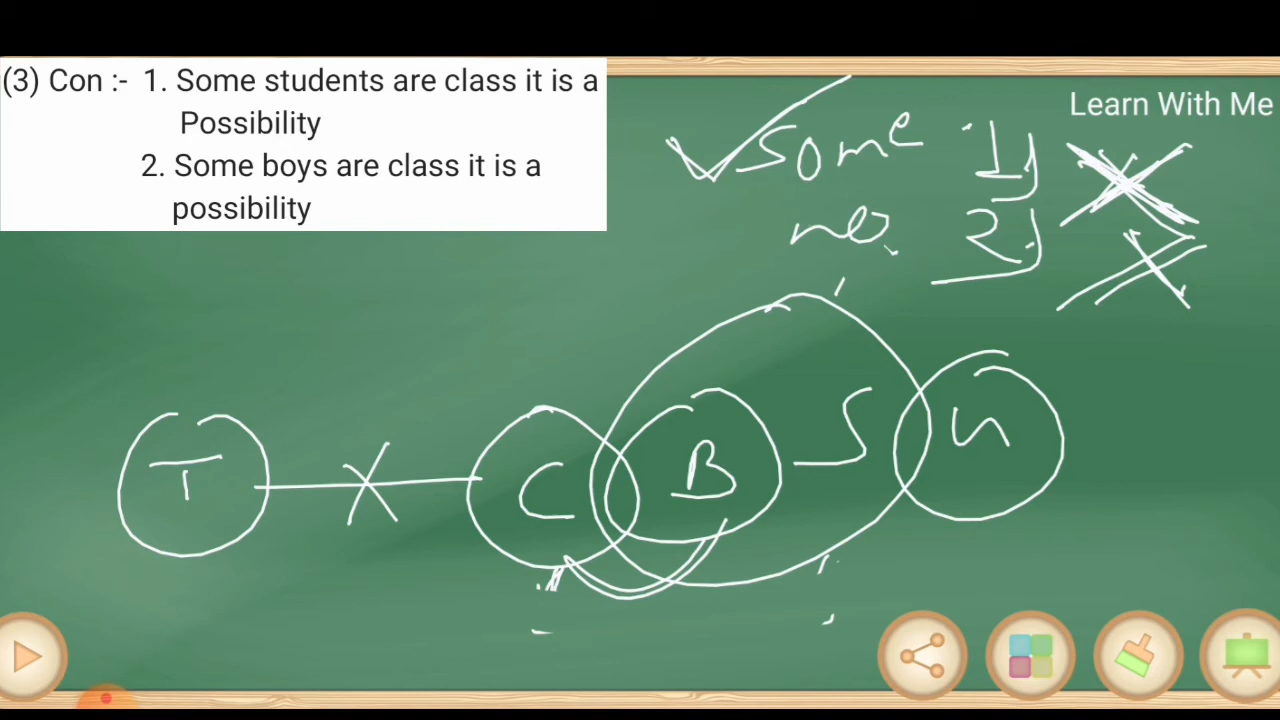 (3) Con :- 1. Some students are class it is a
Possibility
2. Some boys are class it is a
possibility
Learn With Me
Some 1)
no 2)
T C B S